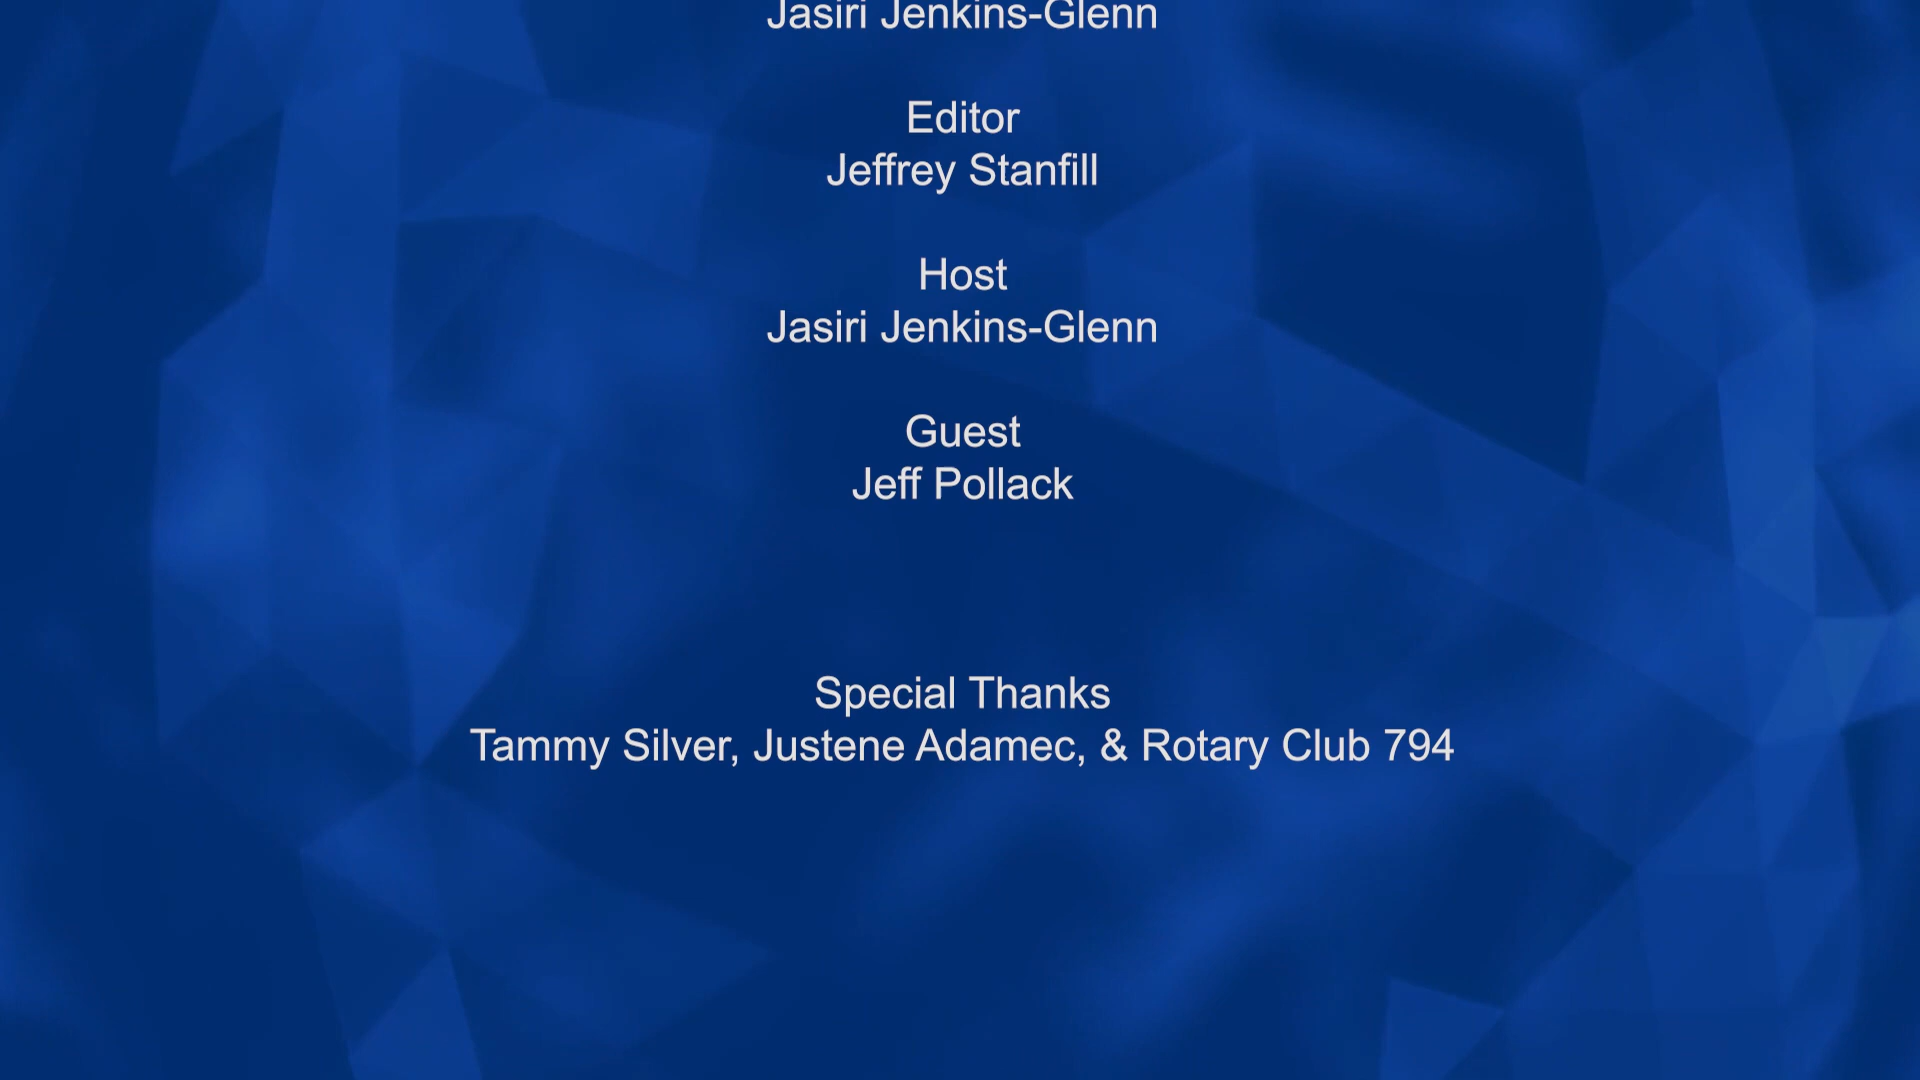 Jasiri Jenkins-Glenn
Editor
Jeffrey Stanfill
Host
Jasiri Jenkins-Glenn
Guest
Jeff Pollack
Special Thanks
Tammy Silver, Justene Adamec, & Rotary Club 794